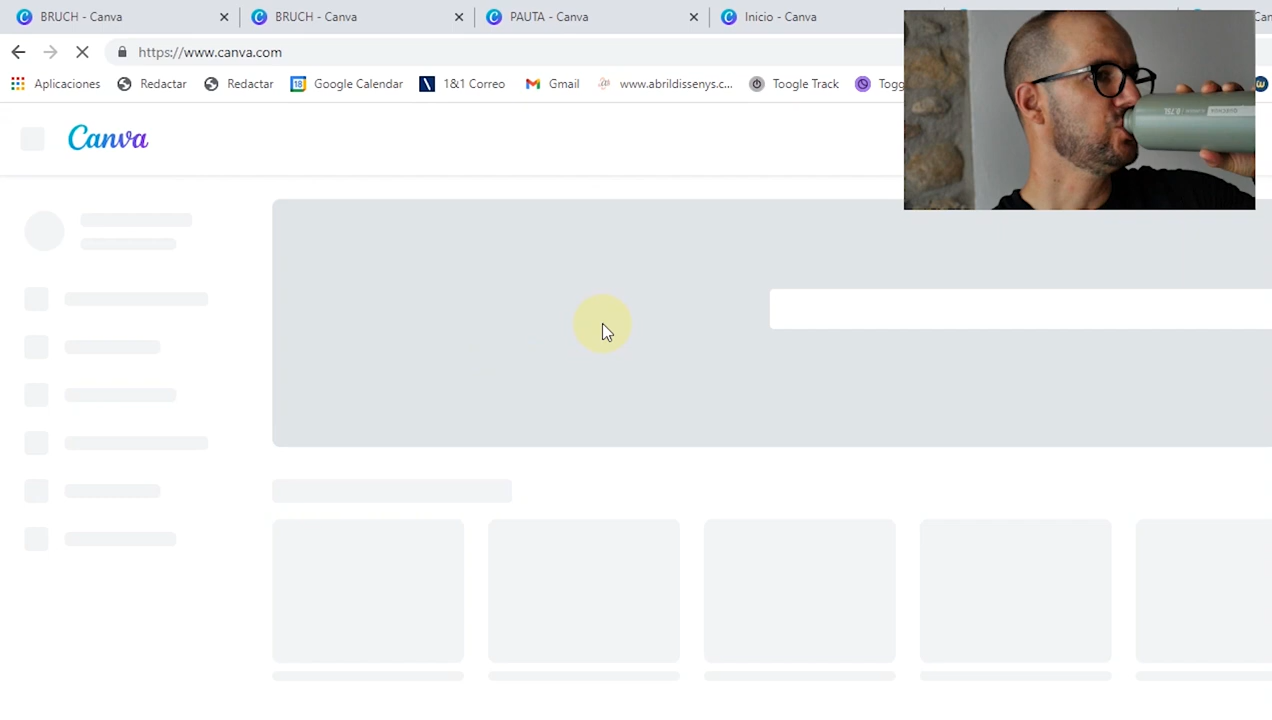 BRUCH - Canva
BRUCH - Canva
PAUTA - Canva
Inicio - Canva
https://www.canva.com
Aplicaciones
Redactar
Redactar
18
Google Calendar
1&1 Correo
Gmail
www.abrildissenys.c...
Toogle Track
Canva